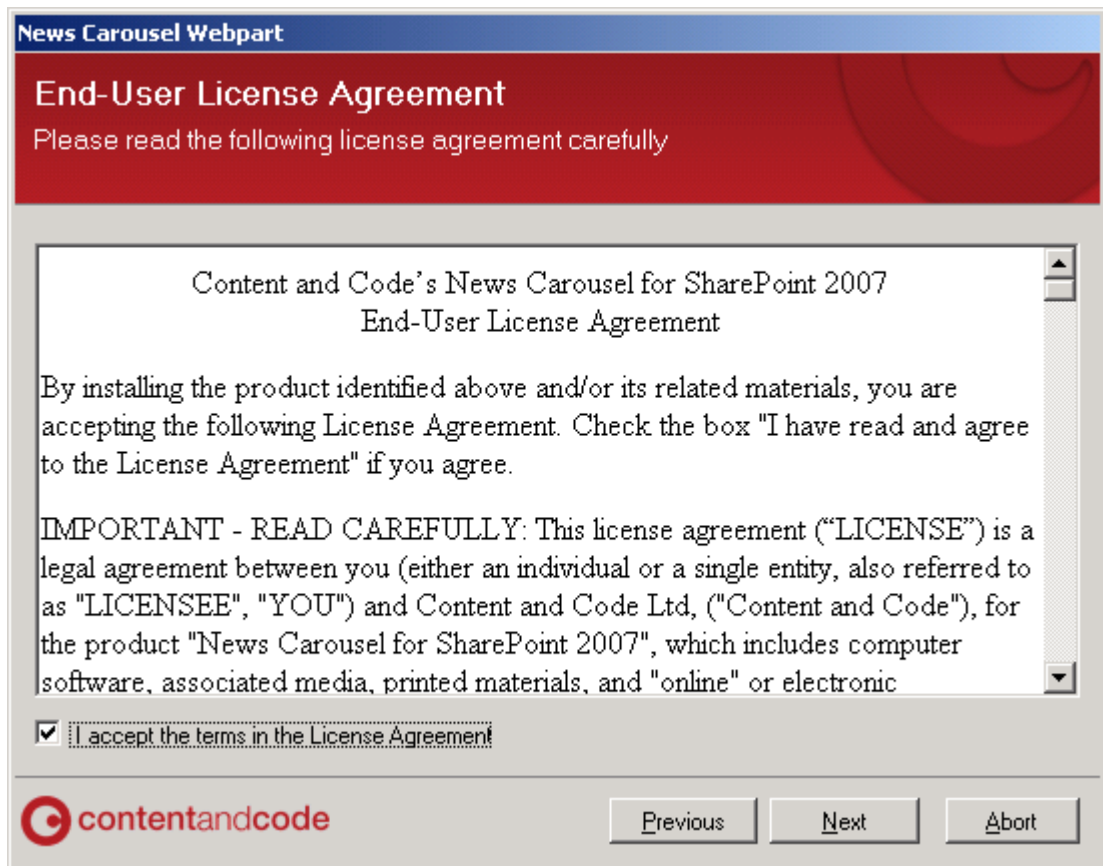 News Carousel Webpart
End-User License Agreement
Please read the following license agreement carefully
Content and Code’s News Carousel for SharePoint 2007
End-User License Agreement
By installing the product identified above and/or its related materials, you are
accepting the following License Agreement. Check the box "I have read and agree
to the License Agreement" if you agree.
IMPORTANT - READ CAREFULLY: This license agreement (“LICENSE”) is a
legal agreement between you (either an individual or a single entity, also referred to
as "LICENSEE", "YOU") and Content and Code Ltd, ("Content and Code"), for
the product "News Carousel for SharePoint 2007", which includes computer
software, associated media, printed materials, and "online" or electronic
I accept the terms in the License Agreement
contentandcode
Previous
Next
Abort